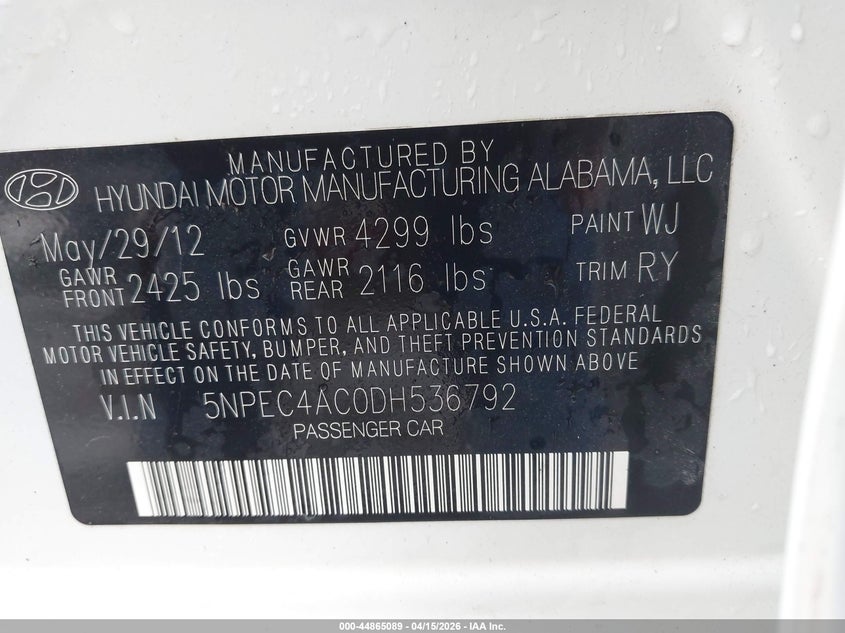 MANUFACTURED BY
HYUNDAI MOTOR MANUFACTURING ALABAMA, LLC
May/29/12 GVWR 4299 lbs PAINT WJ
GAWR FRONT 2425 lbs GAWR REAR 2116 lbs TRIM RY
THIS VEHICLE CONFORMS TO ALL APPLICABLE U.S.A. FEDERAL
MOTOR VEHICLE SAFETY, BUMPER, AND THEFT PREVENTION STANDARDS
IN EFFECT ON THE DATE OF MANUFACTURE SHOWN ABOVE
V.I.N 5NPEC4AC0DH536792
PASSENGER CAR
000-44865089 - 04/15/2026 - IAA Inc.